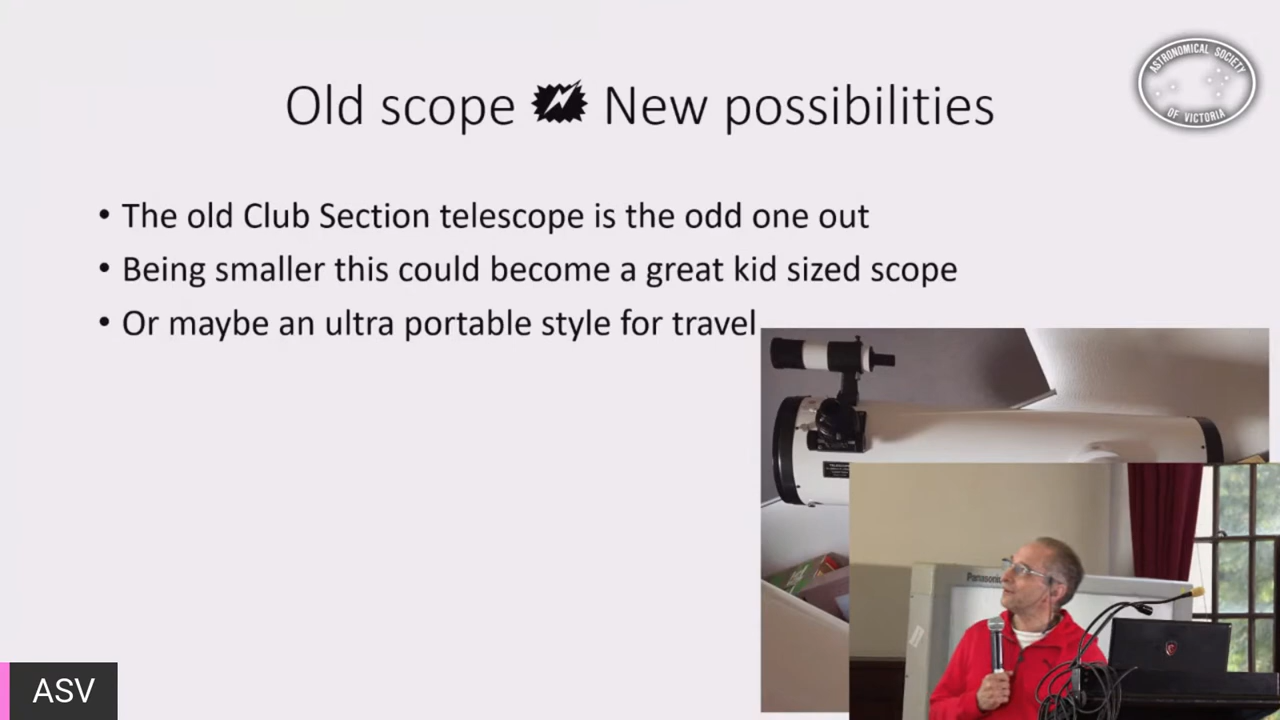 Old scope New possibilities
ASTRONOMICAL SOCIETY
OF VICTORIA
• The old Club Section telescope is the odd one out
• Being smaller this could become a great kid sized scope
• Or maybe an ultra portable style for travel
Panasonic
ASV